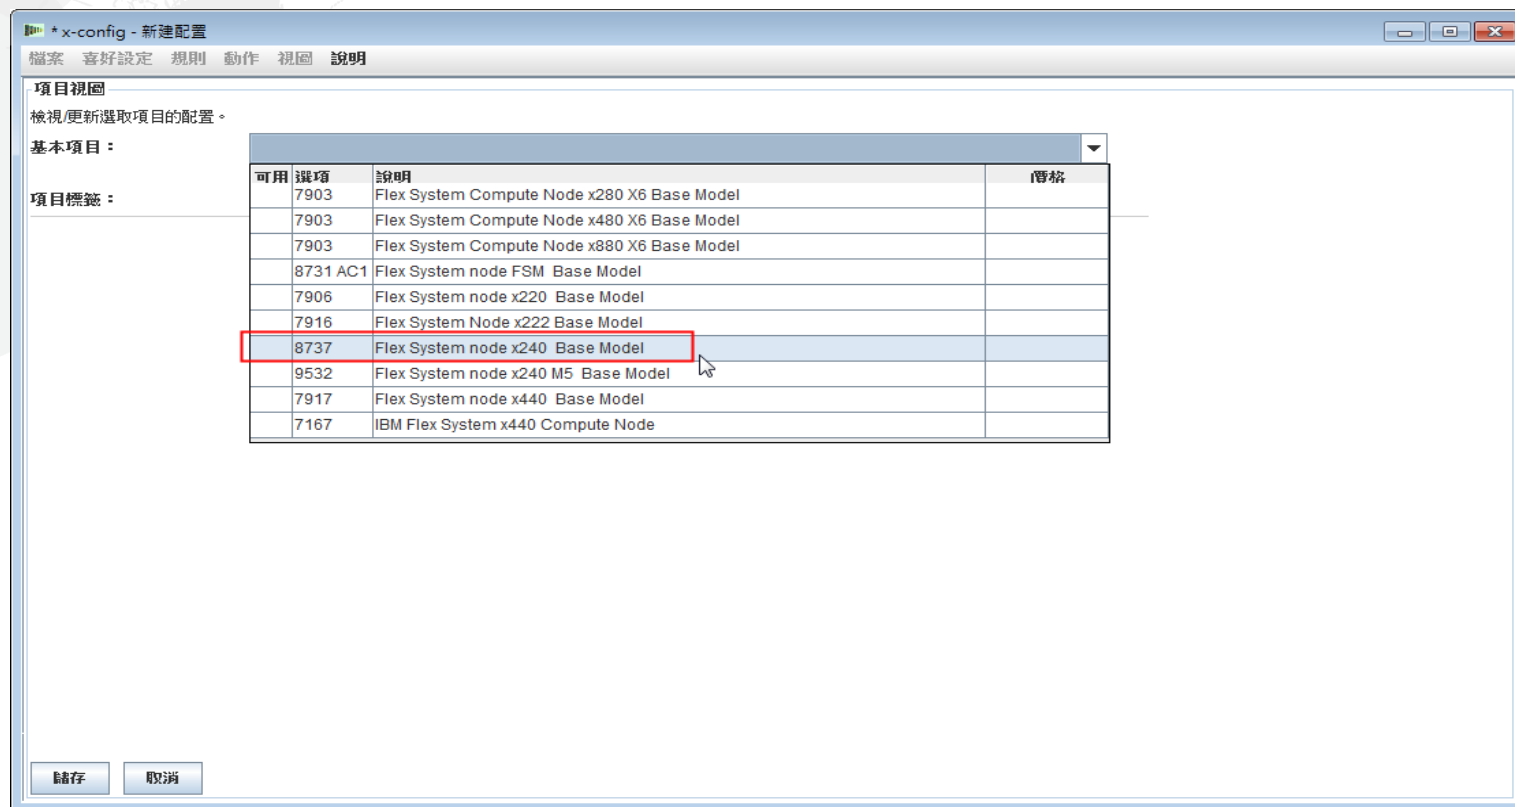 * x-config - 新建配置
檔案 喜好設定 規則 動作 視圖 說明
項目視圖
檢視/更新選取項目的配置。
基本項目：
可用 選項 說明 價格
7903 Flex System Compute Node x280 X6 Base Model
項目標籤：
7903 Flex System Compute Node x480 X6 Base Model
7903 Flex System Compute Node x880 X6 Base Model
8731 AC1 Flex System node FSM Base Model
7906 Flex System node x220 Base Model
7916 Flex System Node x222 Base Model
8737 Flex System node x240 Base Model
9532 Flex System node x240 M5 Base Model
7917 Flex System node x440 Base Model
7167 IBM Flex System x440 Compute Node
儲存 取消